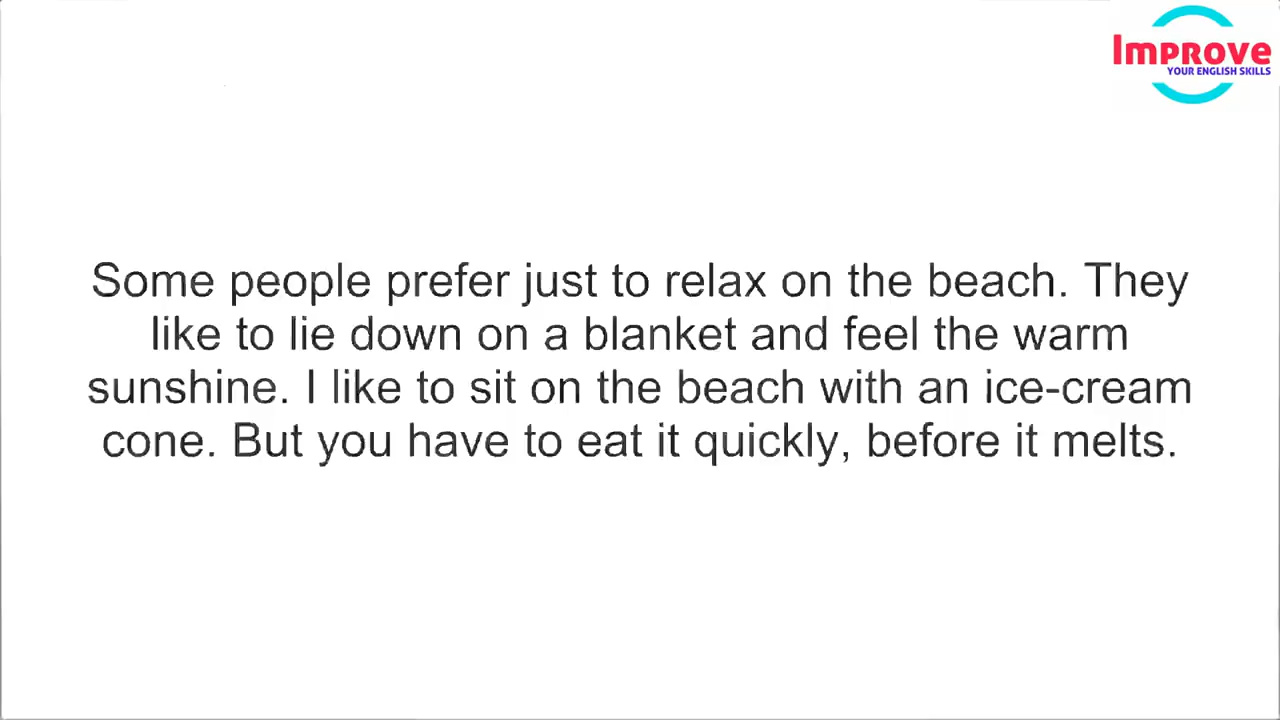 Improve
YOUR ENGLISH SKILLS
Some people prefer just to relax on the beach. They
like to lie down on a blanket and feel the warm
sunshine. I like to sit on the beach with an ice-cream
cone. But you have to eat it quickly, before it melts.